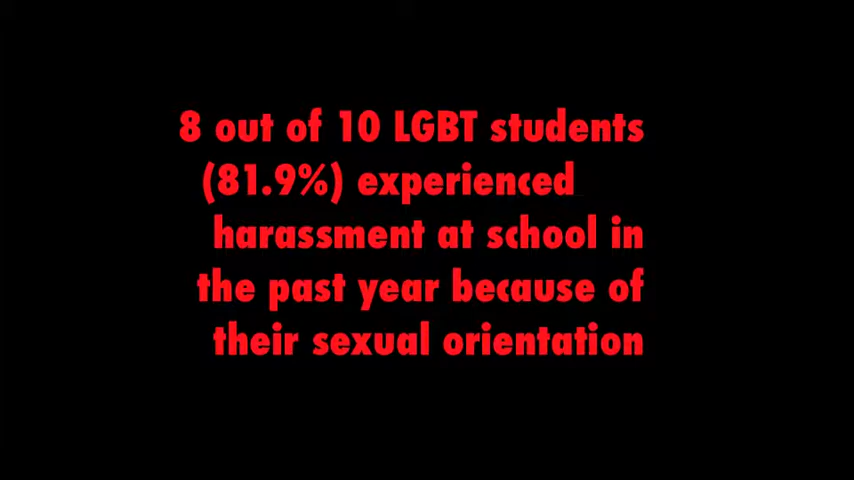 8 out of 10 LGBT students
(81.9%) experienced
harassment at school in
the past year because of
their sexual orientation